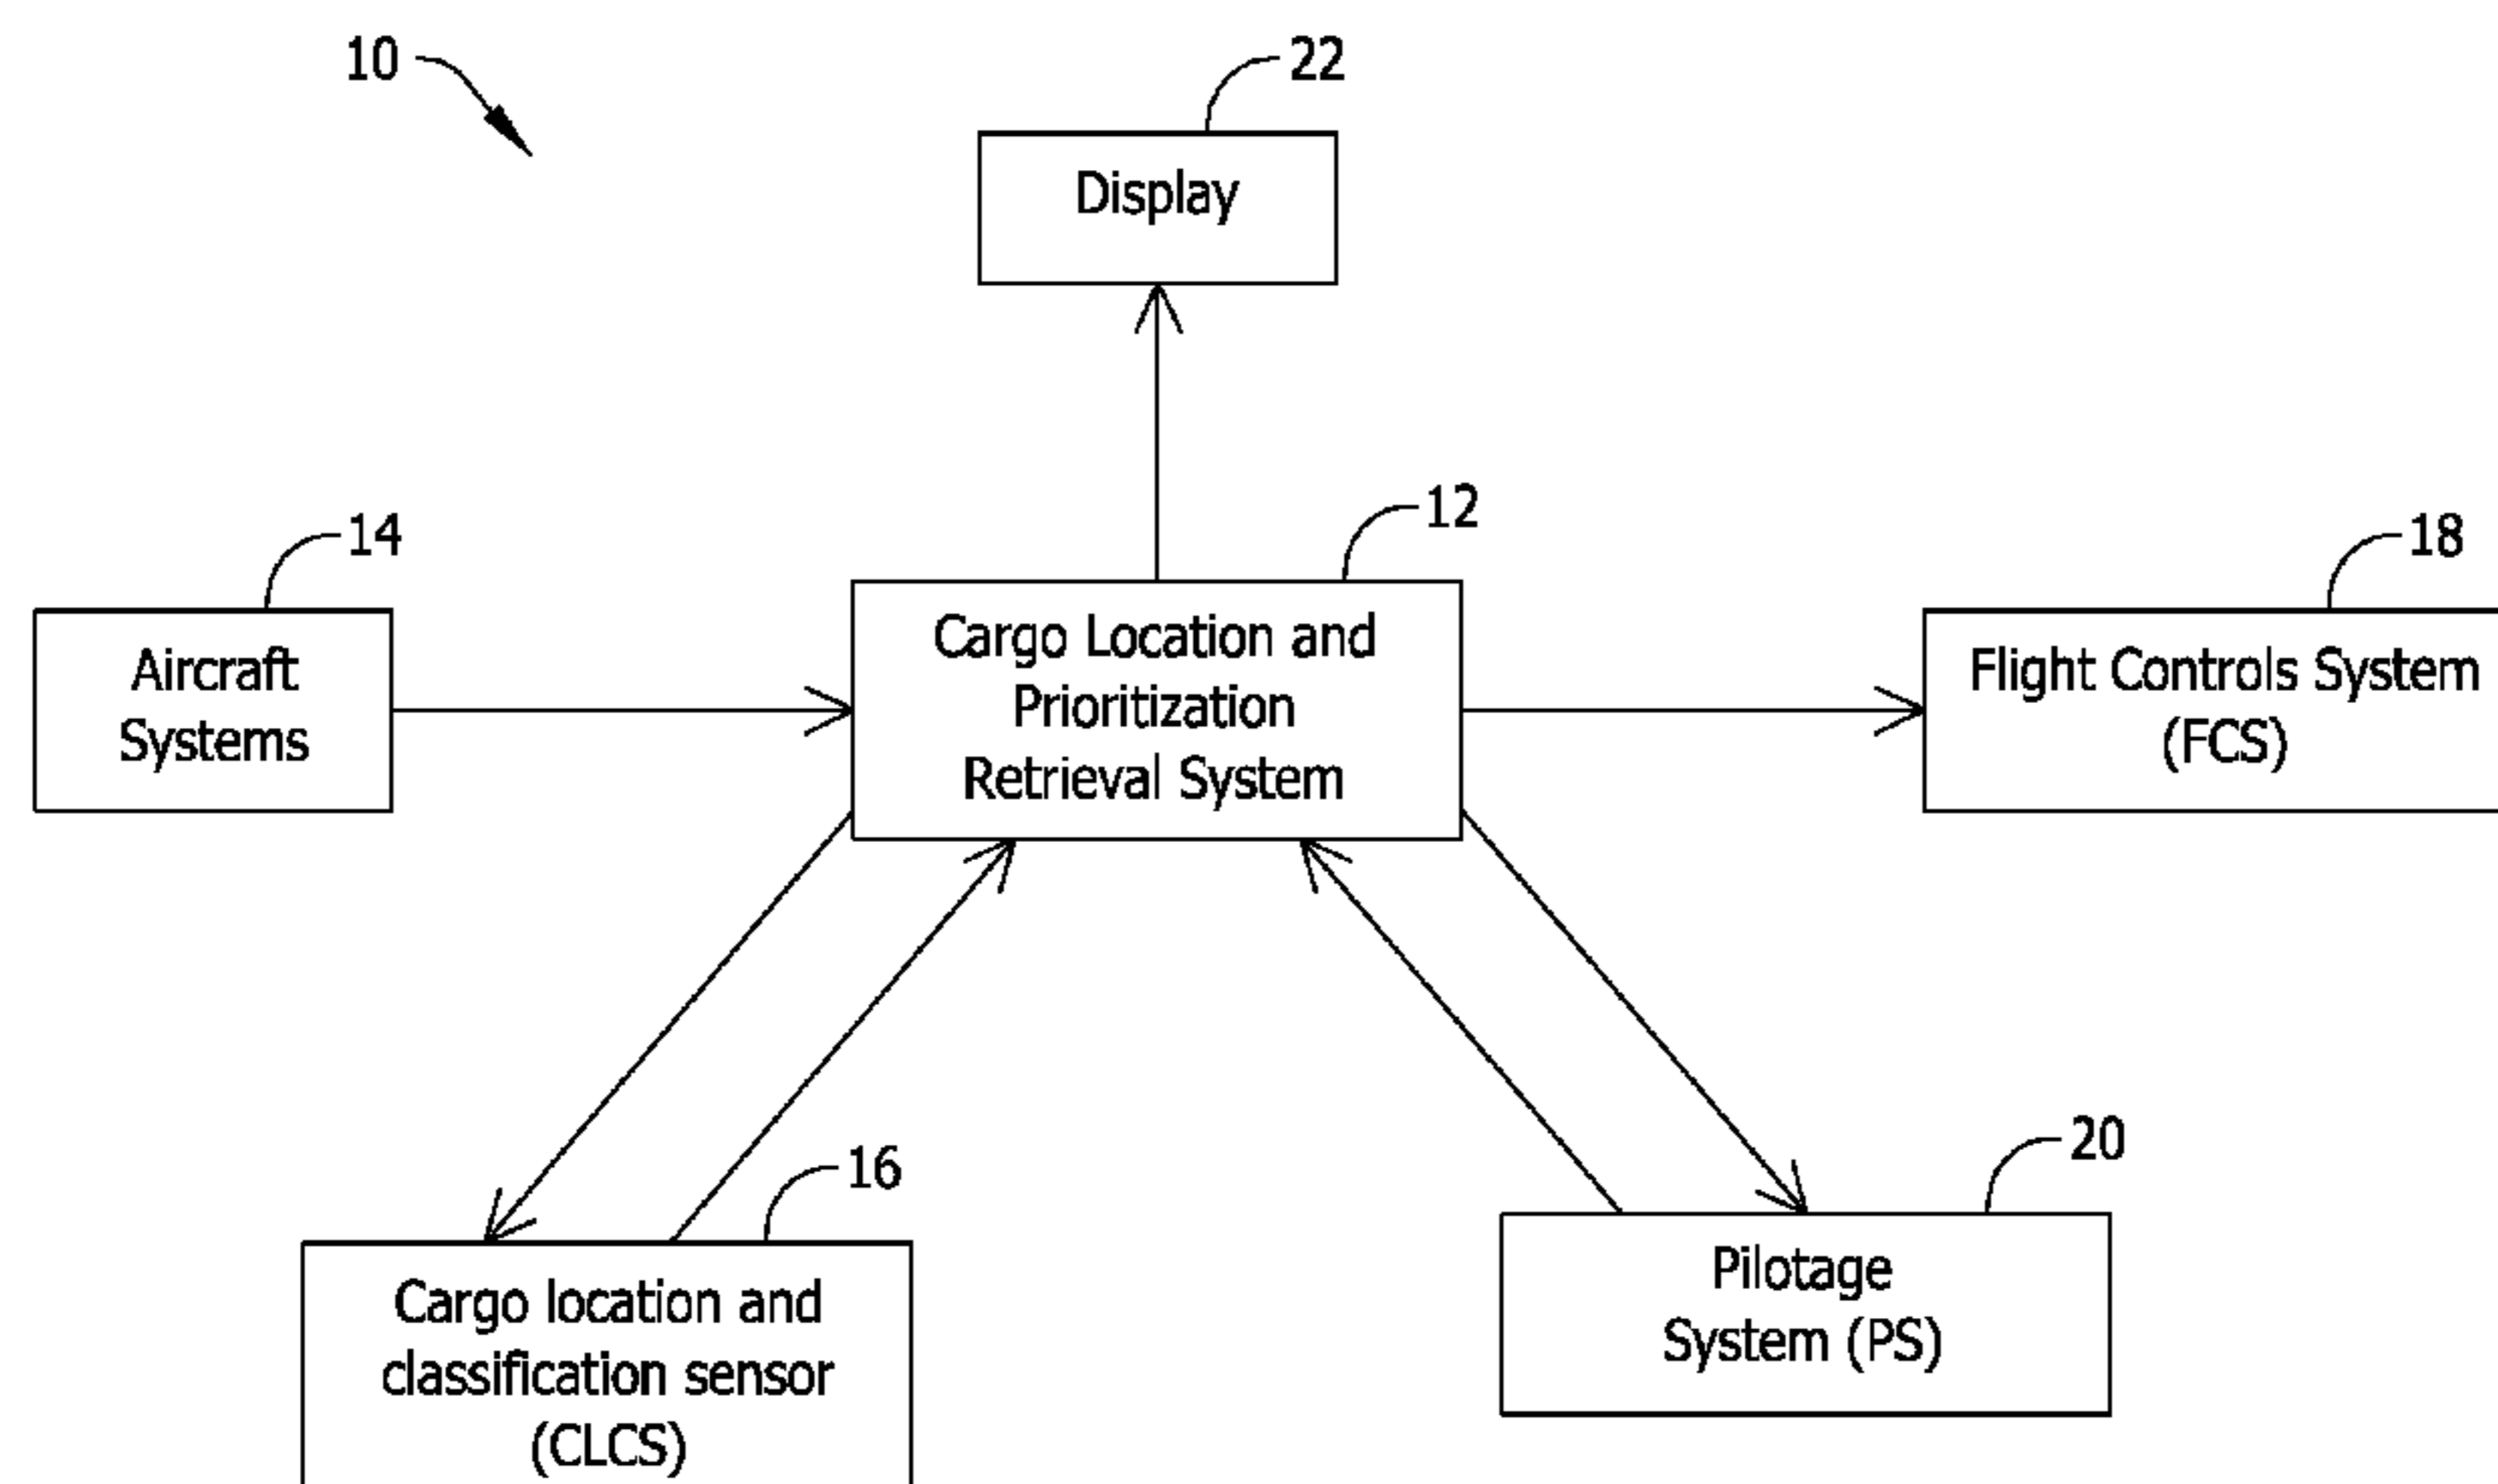 10
22
Display
12
14
18
Aircraft
Systems
Cargo Location and
Prioritization
Retrieval System
Flight Controls System
(FCS)
16
20
Cargo location and
classification sensor
(CLCS)
Pilotage
System (PS)